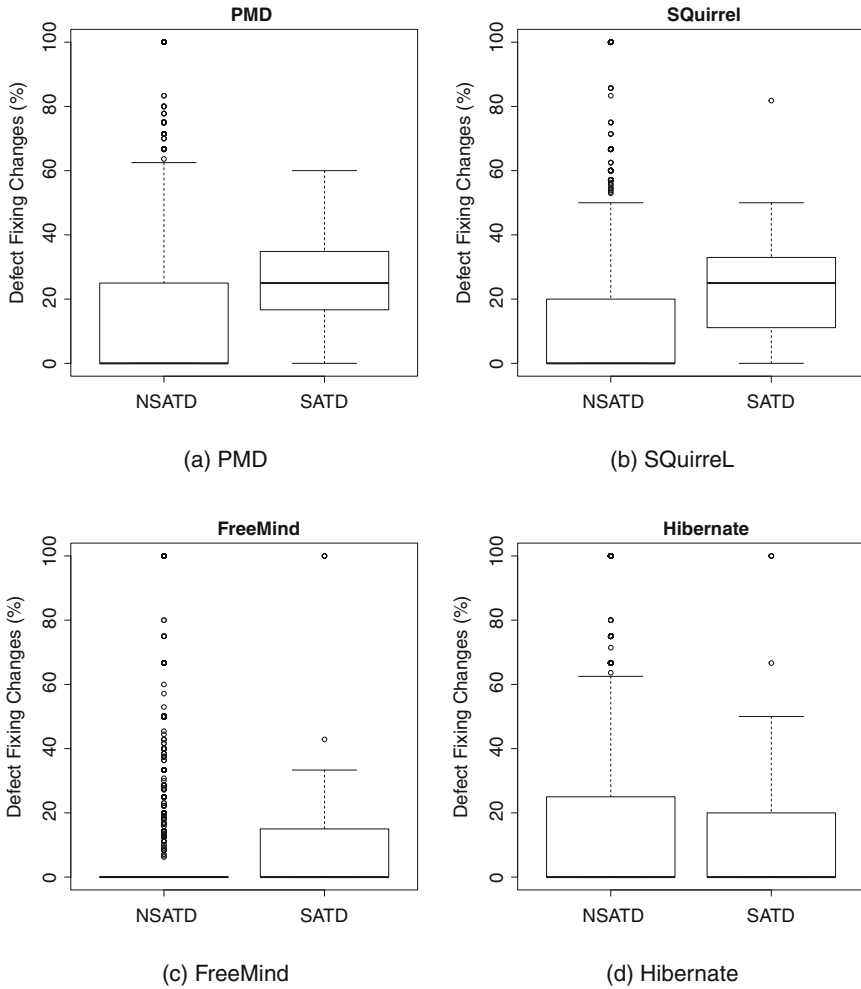 PMD
Defect Fixing Changes (%)
0 20 40 60 80 100
NSATD SATD
(a) PMD
SQuirrel
Defect Fixing Changes (%)
0 20 40 60 80 100
NSATD SATD
(b) SQuirreL
FreeMind
Defect Fixing Changes (%)
0 20 40 60 80 100
NSATD SATD
(c) FreeMind
Hibernate
Defect Fixing Changes (%)
0 20 40 60 80 100
NSATD SATD
(d) Hibernate